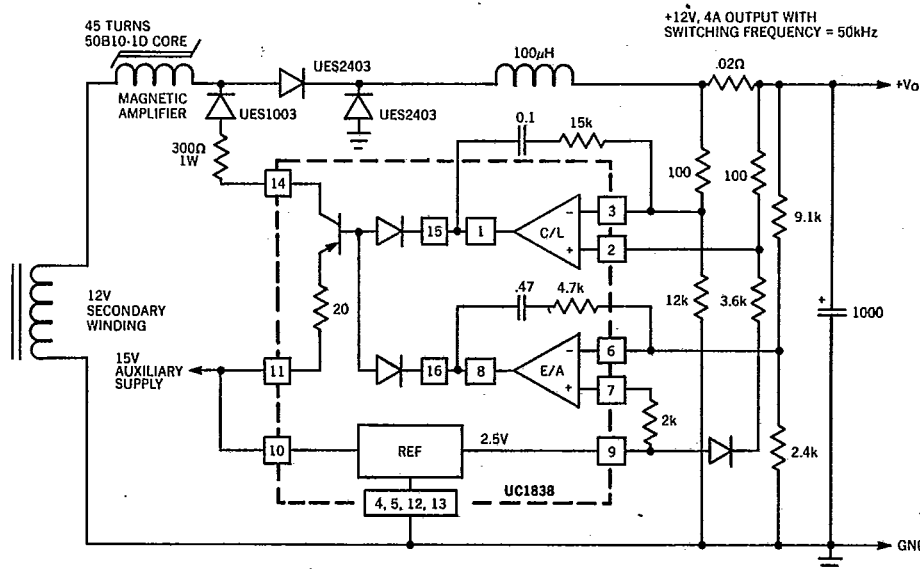 45 TURNS
50B10-1D CORE
MAGNETIC
AMPLIFIER
UES2403
UES1003
UES2403
300Ω
1W
100μH
+12V, 4A OUTPUT WITH
SWITCHING FREQUENCY = 50kHz
.02Ω
+Vo
0.1
15k
100
100
9.1k
14
15
1
C/L
-
+
3
2
12V
SECONDARY
WINDING
20
.47
4.7k
12k
3.6k
+
1000
15V
AUXILIARY
SUPPLY
11
16
8
E/A
-
+
6
7
2k
10
REF
2.5V
9
2.4k
4, 5, 12, 13
UC1838
GND